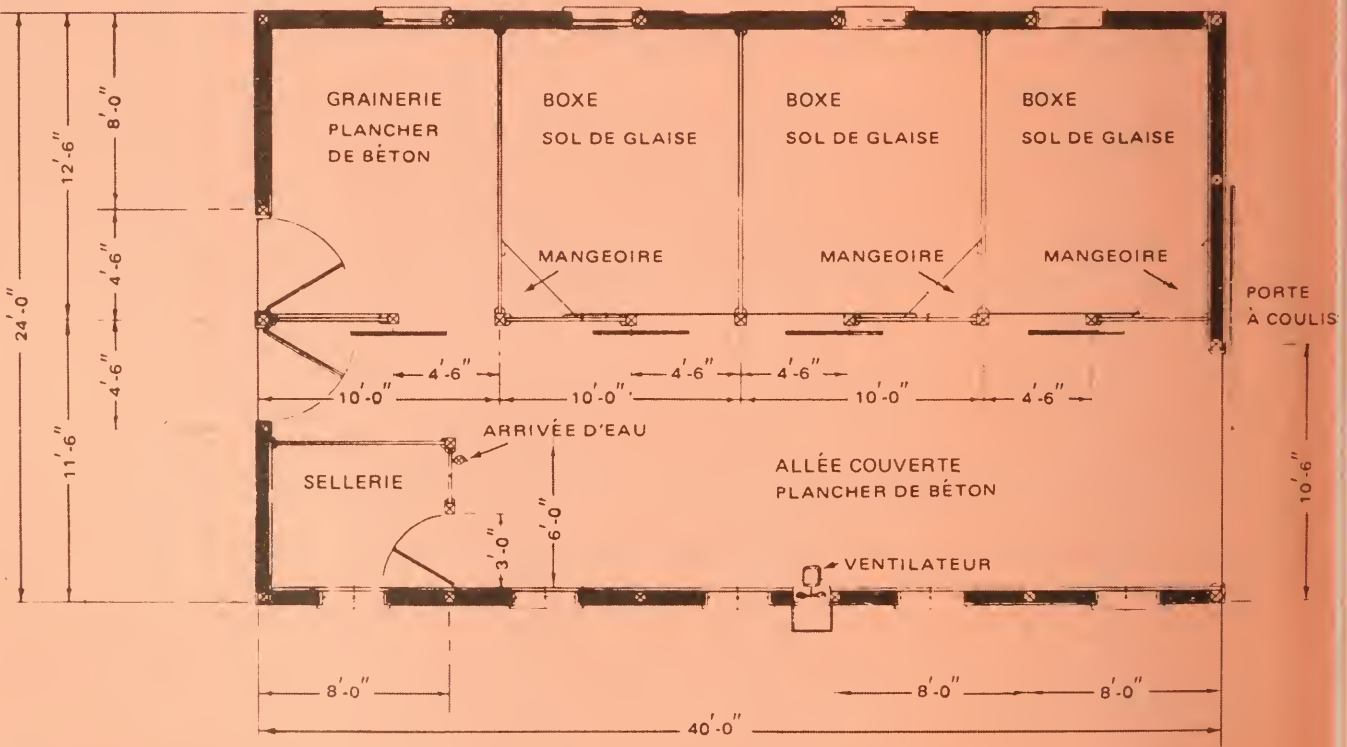 GRAINERIE
PLANCHER
DE BÉTON
BOXE
SOL DE GLAISE
BOXE
SOL DE GLAISE
BOXE
SOL DE GLAISE
MANGEOIRE
MANGEOIRE
MANGEOIRE
PORTE
À COULIS
24'-0"
12'-6"
8'-0"
4'-6"
4'-6"
11'-6"
4'-6"
4'-6"
4'-6"
4'-6"
10'-0"
10'-0"
10'-0"
ARRIVÉE D'EAU
SELLERIE
ALLÉE COUVERTE
PLANCHER DE BÉTON
10'-6"
3'-0"
6'-0"
VENTILATEUR
8'-0"
8'-0"
8'-0"
40'-0"